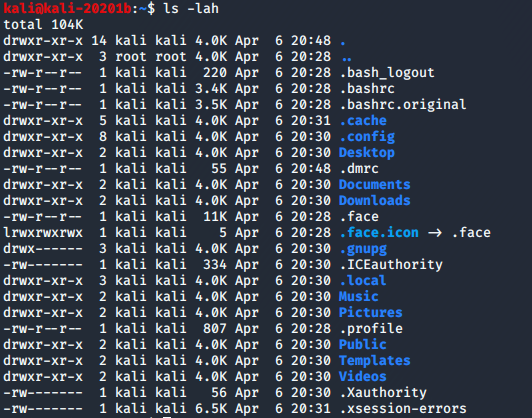 kali@kali-20201b:~$ ls -lah
total 104K
drwxr-xr-x 14 kali kali 4.0K Apr  6 20:48 .
drwxr-xr-x  3 root root 4.0K Apr  6 20:28 ..
-rw-r--r--  1 kali kali  220 Apr  6 20:28 .bash_logout
-rw-r--r--  1 kali kali 3.4K Apr  6 20:28 .bashrc
-rw-r--r--  1 kali kali 3.5K Apr  6 20:28 .bashrc.original
drwxr-xr-x  5 kali kali 4.0K Apr  6 20:31 .cache
drwxr-xr-x  8 kali kali 4.0K Apr  6 20:30 .config
drwxr-xr-x  2 kali kali 4.0K Apr  6 20:30 Desktop
-rw-r--r--  1 kali kali   55 Apr  6 20:48 .dmrc
drwxr-xr-x  2 kali kali 4.0K Apr  6 20:30 Documents
drwxr-xr-x  2 kali kali 4.0K Apr  6 20:30 Downloads
-rw-r--r--  1 kali kali  11K Apr  6 20:28 .face
lrwxrwxrwx  1 kali kali    5 Apr  6 20:28 .face.icon → .face
drwx------  3 kali kali 4.0K Apr  6 20:30 .gnupg
-rw-------  1 kali kali  334 Apr  6 20:30 .ICEauthority
drwxr-xr-x  3 kali kali 4.0K Apr  6 20:30 .local
drwxr-xr-x  2 kali kali 4.0K Apr  6 20:30 Music
drwxr-xr-x  2 kali kali 4.0K Apr  6 20:30 Pictures
-rw-r--r--  1 kali kali  807 Apr  6 20:28 .profile
drwxr-xr-x  2 kali kali 4.0K Apr  6 20:30 Public
drwxr-xr-x  2 kali kali 4.0K Apr  6 20:30 Templates
drwxr-xr-x  2 kali kali 4.0K Apr  6 20:30 Videos
-rw-------  1 kali kali   56 Apr  6 20:30 .Xauthority
-rw-------  1 kali kali 6.5K Apr  6 20:31 .xsession-errors